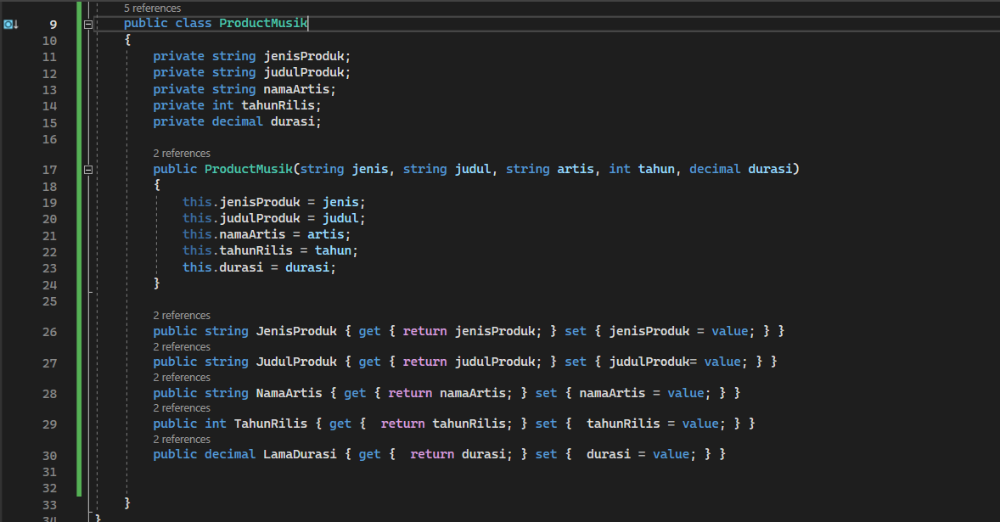 5 references
9 public class ProductMusik
10 {
11 private string jenisProduk;
12 private string judulProduk;
13 private string namaArtis;
14 private int tahunRilis;
15 private decimal durasi;
16
2 references
17 public ProductMusik(string jenis, string judul, string artis, int tahun, decimal durasi)
18 {
19 this.jenisProduk = jenis;
20 this.judulProduk = judul;
21 this.namaArtis = artis;
22 this.tahunRilis = tahun;
23 this.durasi = durasi;
24 }
25
2 references
26 public string JenisProduk { get { return jenisProduk; } set { jenisProduk = value; } }
2 references
27 public string JudulProduk { get { return judulProduk; } set { judulProduk= value; } }
2 references
28 public string NamaArtis { get { return namaArtis; } set { namaArtis = value; } }
2 references
29 public int TahunRilis { get {  return tahunRilis; } set {  tahunRilis = value; } }
2 references
30 public decimal LamaDurasi { get {  return durasi; } set {  durasi = value; } }
31
32
33 }
34 }